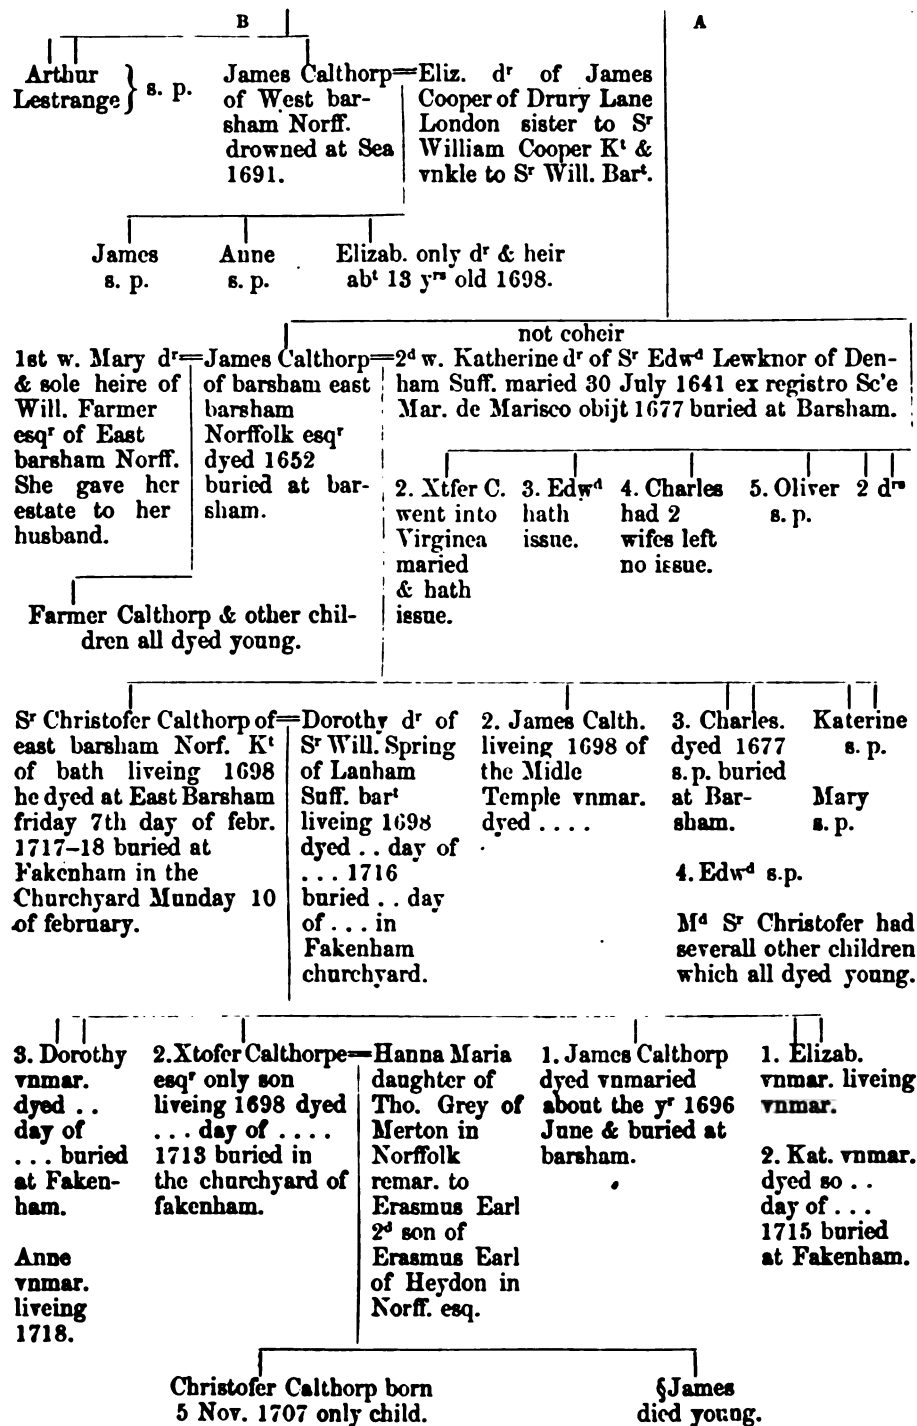 B
A
Arthur
Lestrange } s. p.
James Calthorp=
of West bar-
sham Norff.
drowned at Sea
1691.
Eliz. dʳ of James
Cooper of Drury Lane
London sister to Sʳ
William Cooper Kᵗ &
vnkle to Sʳ Will. Barᵗ.
James
s. p.
Anne
s. p.
Elizab. only dʳ & heir
abᵗ 13 yʳˢ old 1698.
1st w. Mary dʳ=
& sole heire of
Will. Farmer
esqʳ of East
barsham Norff.
She gave her
estate to her
husband.
James Calthorp=
of barsham east
barsham
Norffolk esqʳ
dyed 1652
buried at bar-
sham.
not coheir
2ᵈ w. Katherine dʳ of Sʳ Edwᵈ Lewknor of Den-
ham Suff. maried 30 July 1641 ex registro Sc'e
Mar. de Marisco obijt 1677 buried at Barsham.
2. Xtfer C.
went into
Virginea
maried
& hath
issue.
3. Edwᵈ
hath
issue.
4. Charles
had 2
wifes left
no issue.
5. Oliver
s. p.
2 dʳˢ
Farmer Calthorp & other chil-
dren all dyed young.
Sʳ Christofer Calthorp of=
east barsham Norf. Kᵗ
of bath liveing 1698
he dyed at East Barsham
friday 7th day of febr.
1717–18 buried at
Fakenham in the
Churchyard Munday 10
of february.
Dorothy dʳ of
Sʳ Will. Spring
of Lanham
Suff. barᵗ
liveing 1698
dyed . . day of
. . . 1716
buried . . day
of . . . in
Fakenham
churchyard.
2. James Calth.
liveing 1698 of
the Midle
Temple vnmar.
dyed . . . .
3. Charles.
dyed 1677
s.p. buried
at Bar-
sham.
4. Edwᵈ s.p.
Katerine
s. p.
Mary
s. p.
Mᵈ Sʳ Christofer had
severall other children
which all dyed young.
3. Dorothy
vnmar.
dyed . .
day of
. . . buried
at Faken-
ham.
Anne
vnmar.
liveing
1718.
2. Xtofer Calthorpe=
esqʳ only son
liveing 1698 dyed
. . . day of . . . .
1713 buried in
the churchyard of
fakenham.
Hanna Maria
daughter of
Tho. Grey of
Merton in
Norffolk
remar. to
Erasmus Earl
2ᵈ son of
Erasmus Earl
of Heydon in
Norff. esq.
1. James Calthorp
dyed vnmaried
about the yʳ 1696
June & buried at
barsham.
1. Elizab.
vnmar. liveing
vnmar.
2. Kat. vnmar.
dyed so . .
day of . . .
1715 buried
at Fakenham.
Christofer Calthorp born
5 Nov. 1707 only child.
§James
died young.